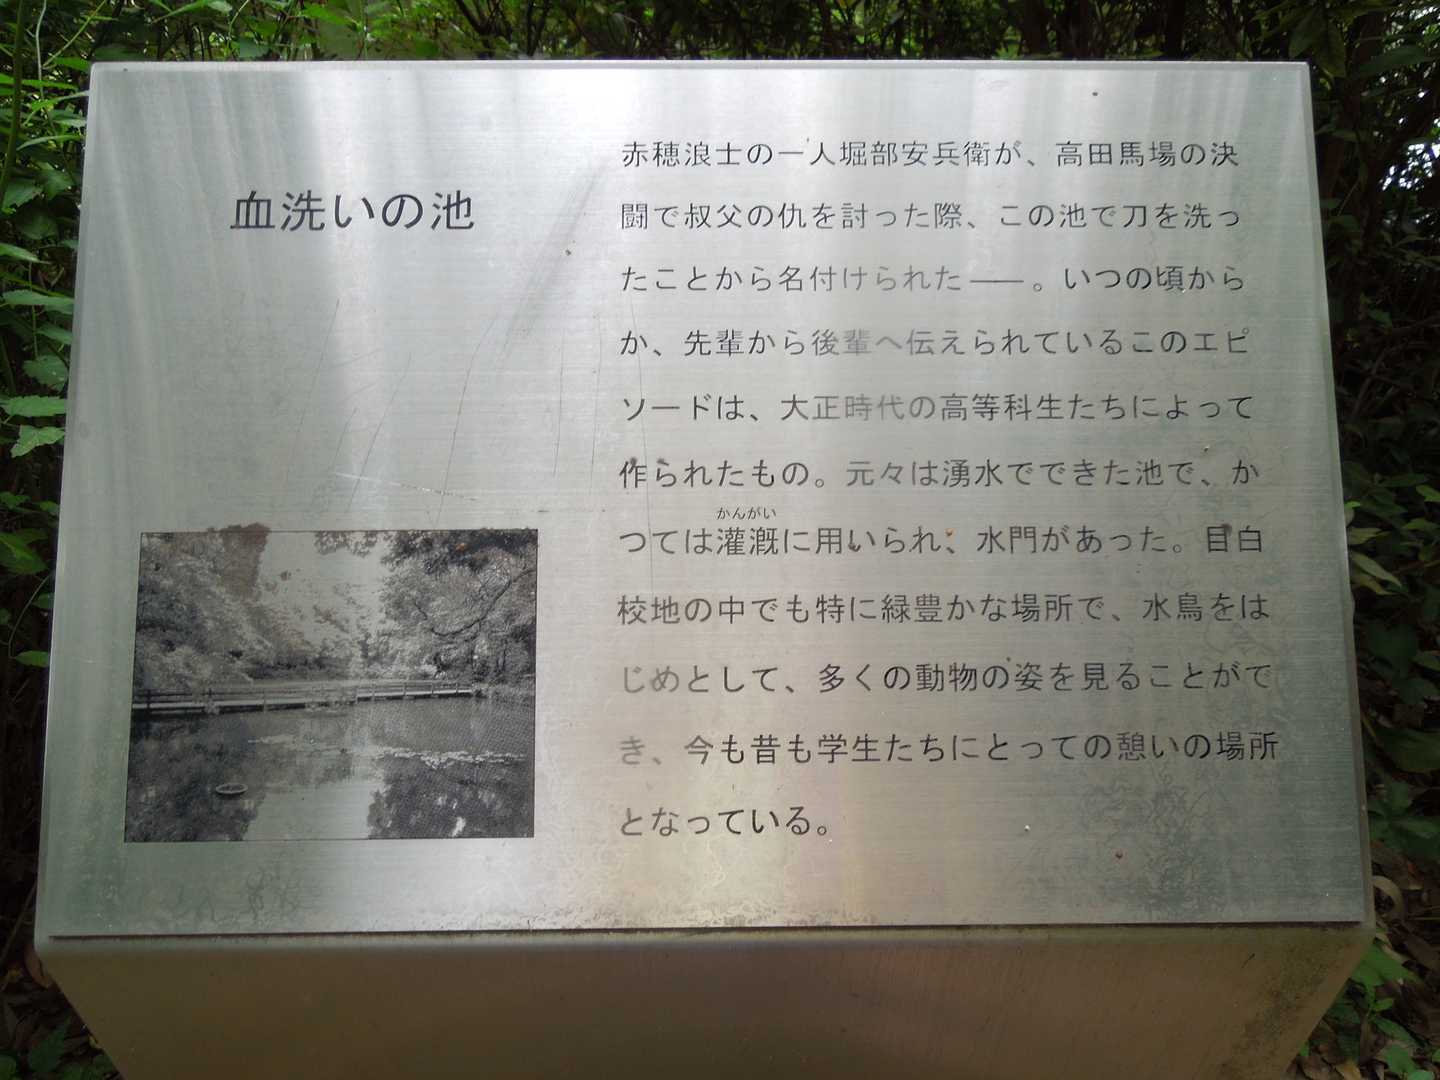 血洗いの池
赤穂浪士の一人堀部安兵衛が、高田馬場の決
闘で叔父の仇を討った際、この池で刀を洗っ
たことから名付けられた――。いつの頃から
か、先輩から後輩へ伝えられているこのエピ
ソードは、大正時代の高等科生たちによって
作られたもの。元々は湧水でできた池で、か
かんがい
つては灌漑に用いられ、水門があった。目白
校地の中でも特に緑豊かな場所で、水鳥をは
じめとして、多くの動物の姿を見ることがで
き、今も昔も学生たちにとっての憩いの場所
となっている。